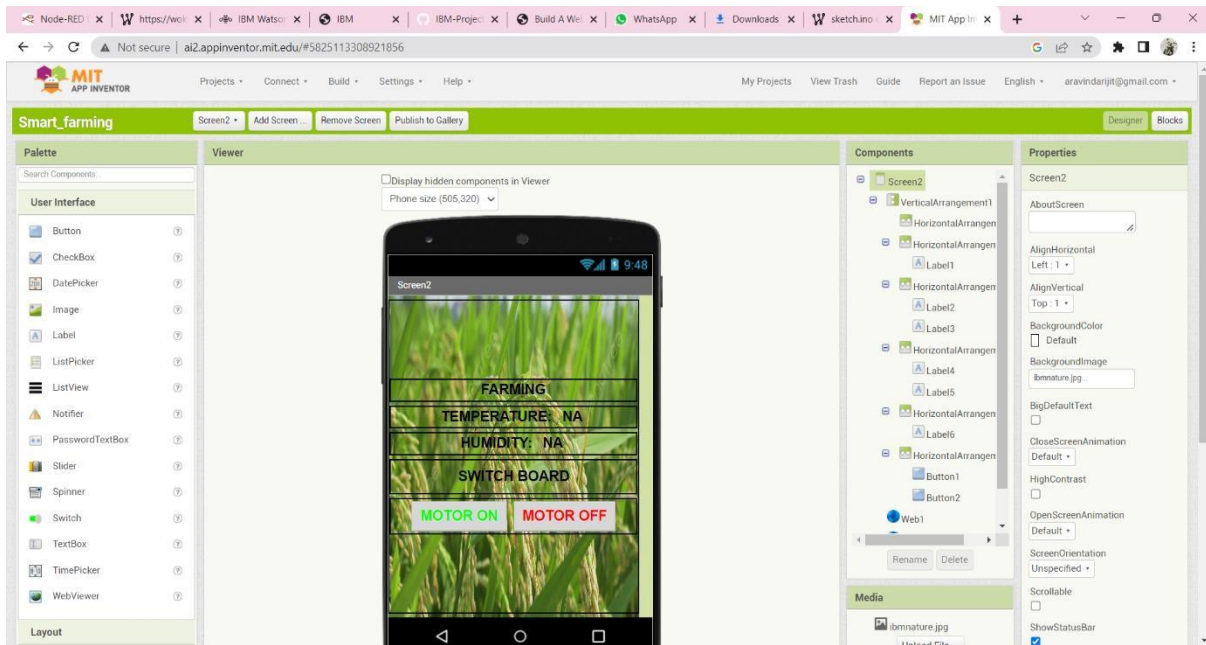 Node-RED
https://wok
IBM Watso
IBM
IBM-Projec
Build A We
WhatsApp
Downloads
sketch.ino
MIT App In
Not secure | ai2.appinventor.mit.edu/#5825113308921856
MIT
APP INVENTOR
Projects
Connect
Build
Settings
Help
My Projects
View Trash
Guide
Report an Issue
English
aravindarijit@gmail.com
Smart_farming
Screen2
Add Screen ...
Remove Screen
Publish to Gallery
Designer
Blocks
Palette
Search Components...
User Interface
Button
CheckBox
DatePicker
Image
Label
ListPicker
ListView
Notifier
PasswordTextBox
Slider
Spinner
Switch
TextBox
TimePicker
WebViewer
Layout
Viewer
Display hidden components in Viewer
Phone size (505,320)
9:48
Screen2
FARMING
TEMPERATURE: NA
HUMIDITY: NA
SWITCH BOARD
MOTOR ON
MOTOR OFF
Components
Screen2
VerticalArrangement1
HorizontalArrangen
HorizontalArrangen
Label1
HorizontalArrangen
Label2
Label3
HorizontalArrangen
Label4
Label5
HorizontalArrangen
Label6
HorizontalArrangen
Button1
Button2
Web1
Rename
Delete
Media
ibmnature.jpg
Upload File ...
Properties
Screen2
AboutScreen
AlignHorizontal
Left : 1
AlignVertical
Top : 1
BackgroundColor
Default
BackgroundImage
ibmnature.jpg...
BigDefaultText
CloseScreenAnimation
Default
HighContrast
OpenScreenAnimation
Default
ScreenOrientation
Unspecified
Scrollable
ShowStatusBar